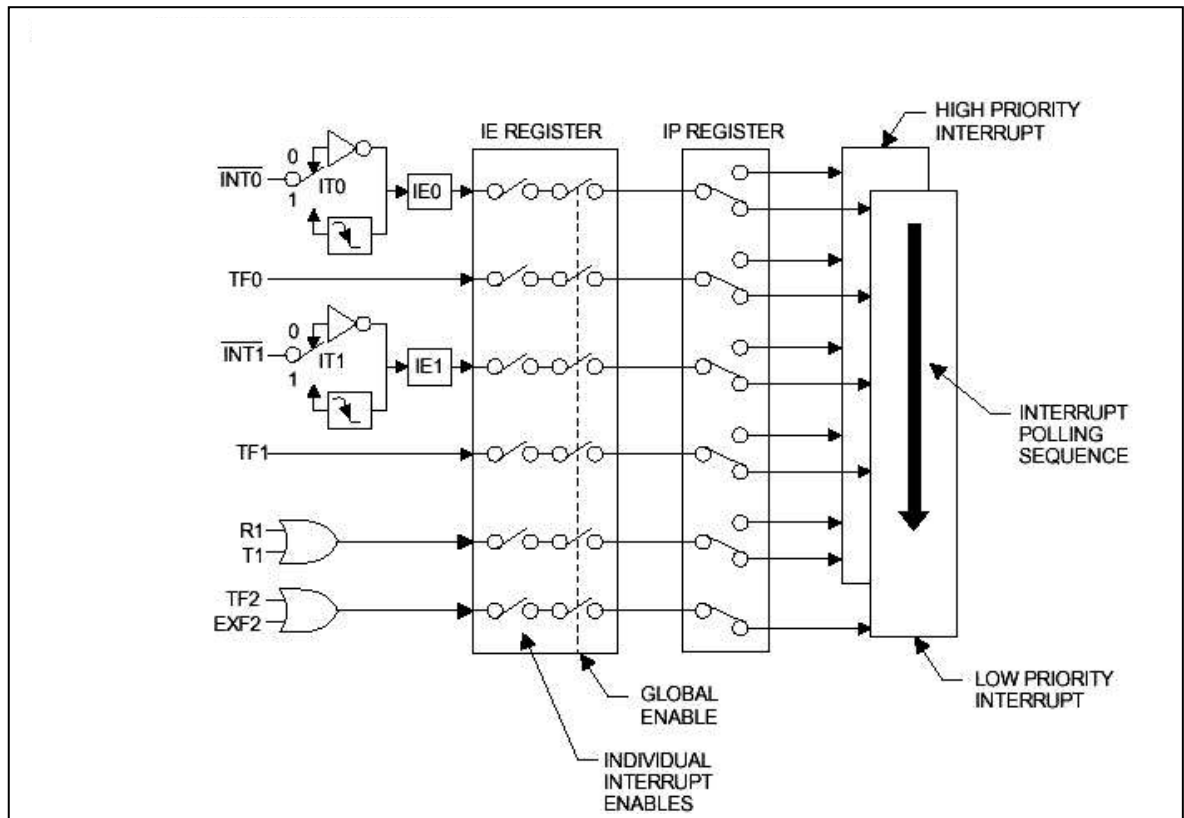 HIGH PRIORITY
INTERRUPT
IE REGISTER
IP REGISTER
0
INT0
IT0
1
IE0
TF0
0
INT1
IT1
1
IE1
TF1
R1
T1
TF2
EXF2
INTERRUPT
POLLING
SEQUENCE
LOW PRIORITY
INTERRUPT
GLOBAL
ENABLE
INDIVIDUAL
INTERRUPT
ENABLES